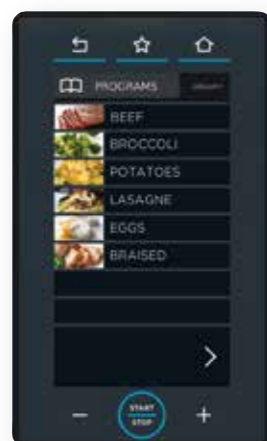 PROGRAMS
BEEF
BROCCOLI
POTATOES
LASAGNE
EGGS
BRAISED
START
STOP